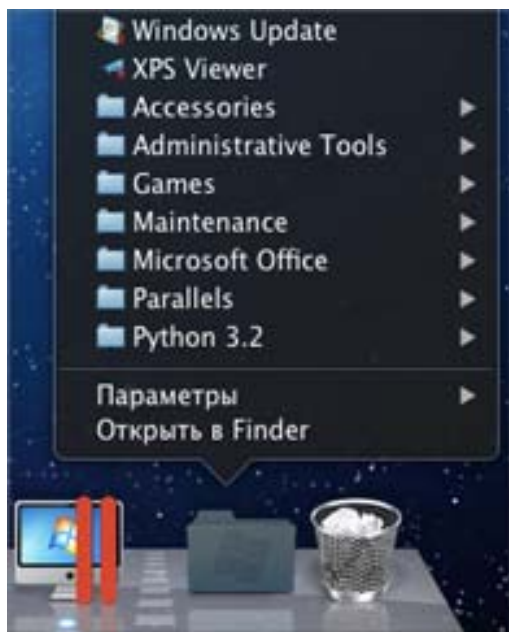 Windows Update
XPS Viewer
Accessories
Administrative Tools
Games
Maintenance
Microsoft Office
Parallels
Python 3.2
Параметры
Открыть в Finder